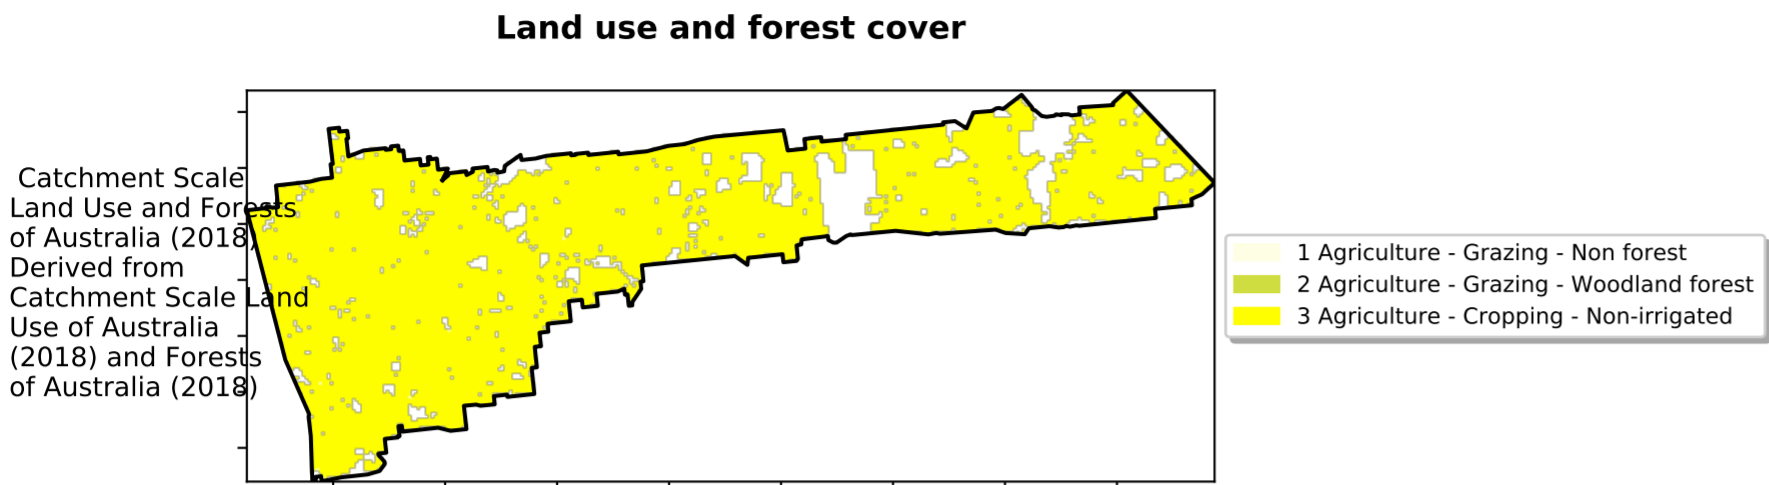 Land use and forest cover
Catchment Scale
Land Use and Forests
of Australia (2018)
Derived from
Catchment Scale Land
Use of Australia
(2018) and Forests
of Australia (2018)
1 Agriculture - Grazing - Non forest
2 Agriculture - Grazing - Woodland forest
3 Agriculture - Cropping - Non-irrigated